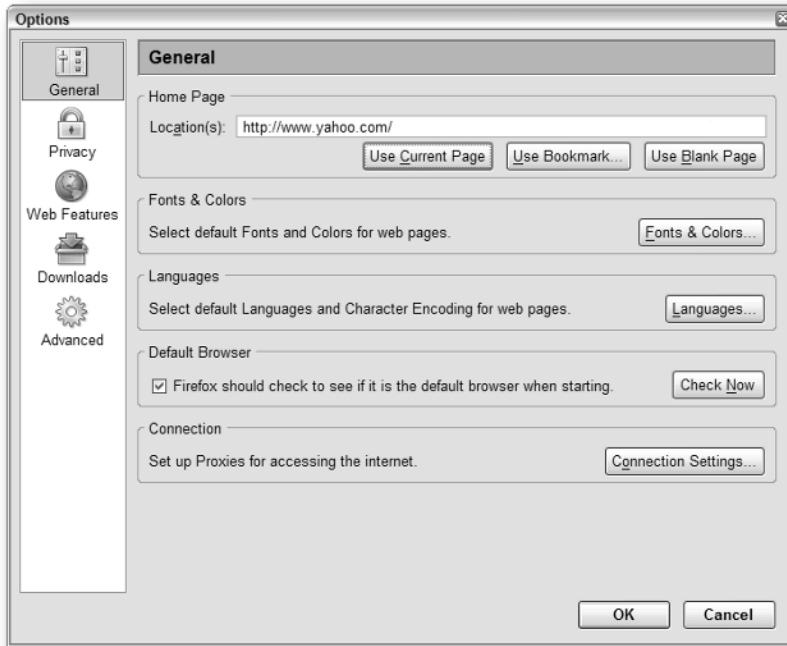 Options
General
Privacy
Web Features
Downloads
Advanced
General
Home Page
Location(s): http://www.yahoo.com/
Use Current Page Use Bookmark... Use Blank Page
Fonts & Colors
Select default Fonts and Colors for web pages. Fonts & Colors...
Languages
Select default Languages and Character Encoding for web pages. Languages...
Default Browser
Firefox should check to see if it is the default browser when starting. Check Now
Connection
Set up Proxies for accessing the internet. Connection Settings...
OK Cancel